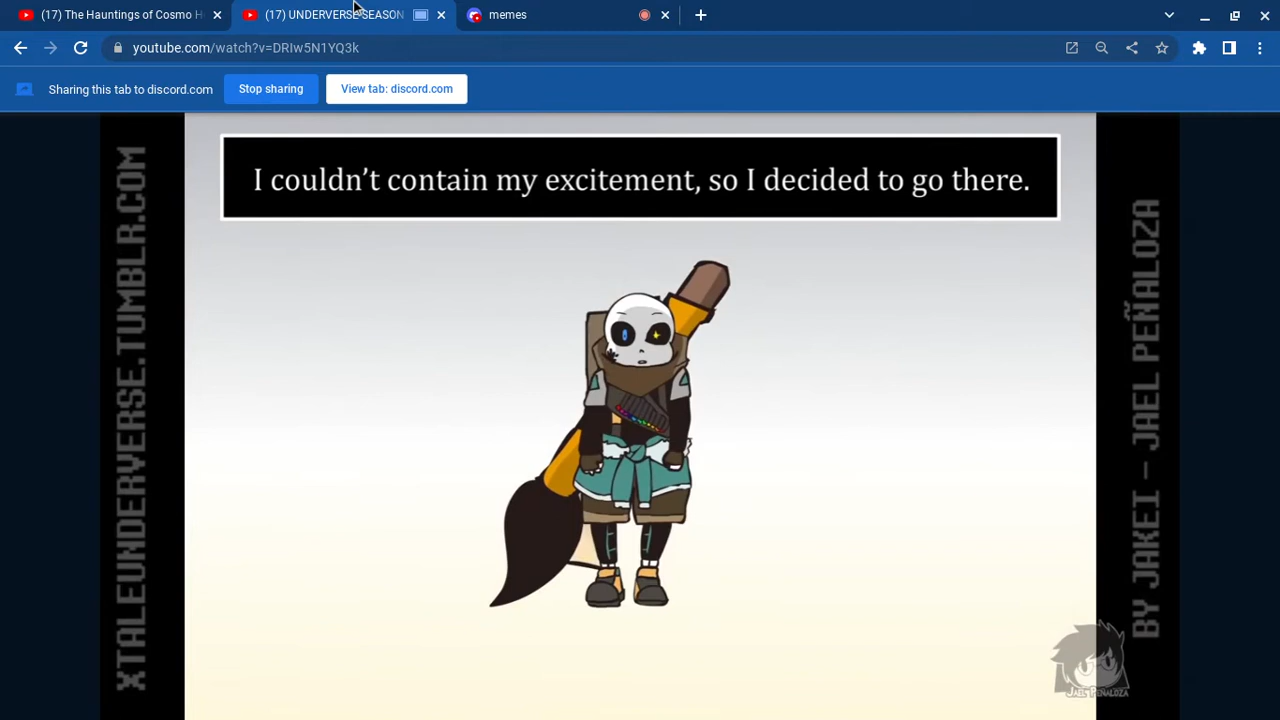 (17) The Hauntings of Cosmo H
(17) UNDERVERSE SEASON
memes
youtube.com/watch?v=DRIw5N1YQ3k
Sharing this tab to discord.com
Stop sharing
View tab: discord.com
I couldn't contain my excitement, so I decided to go there.
XTALEUNDERVERSE.TUMBLR.COM
BY JAKEI - JAEL PEÑALOZA
JAEL PEÑALOZA